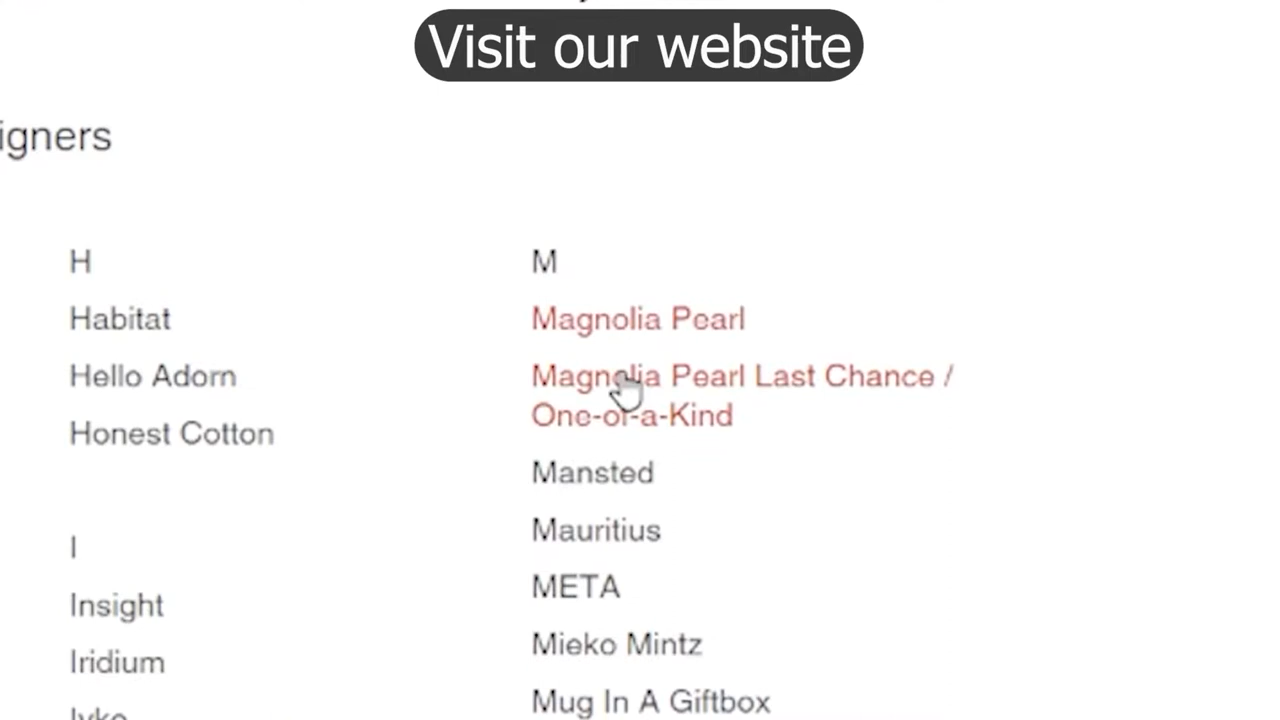 Visit our website
igners
H
Habitat
Hello Adorn
Honest Cotton
I
Insight
Iridium
M
Magnolia Pearl
Magnolia Pearl Last Chance /
One-of-a-Kind
Mansted
Mauritius
META
Mieko Mintz
Mug In A Giftbox